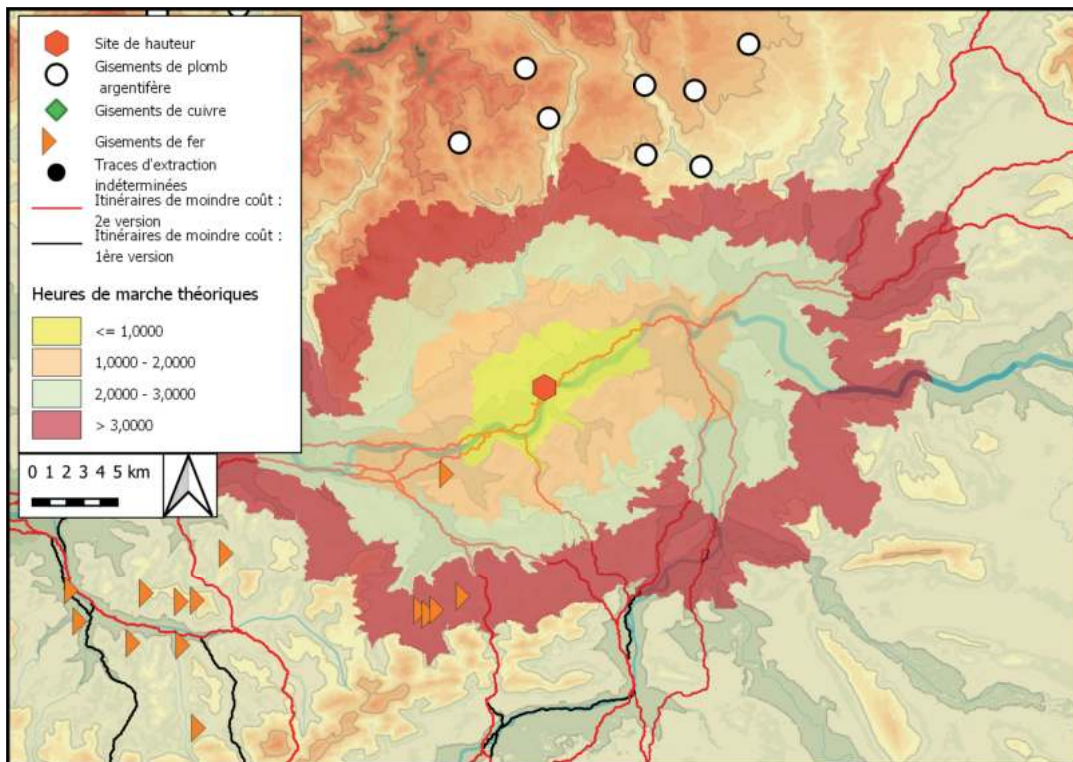 Site de hauteur
Gisements de plomb
argentifère
Gisements de cuivre
Gisements de fer
Traces d'extraction
indéterminées
Itinéraires de moindre coût :
2e version
Itinéraires de moindre coût :
1ère version
Heures de marche théoriques
<= 1,0000
1,0000 - 2,0000
2,0000 - 3,0000
> 3,0000
0 1 2 3 4 5 km